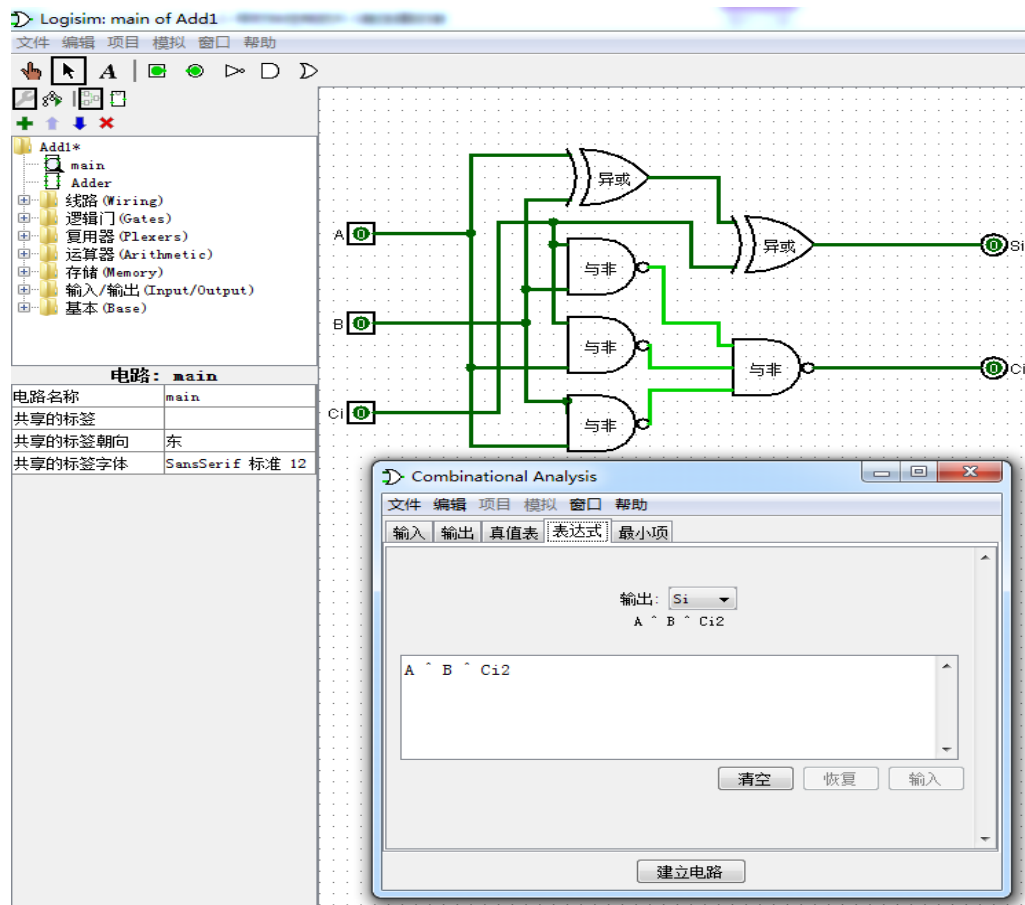 Logisim: main of Add1
文件 编辑 项目 模拟 窗口 帮助
A
Add1*
main
Adder
线路(Wiring)
逻辑门(Gates)
复用器(Plexers)
运算器(Arithmetic)
存储(Memory)
输入/输出(Input/Output)
基本(Base)
电路: main
电路名称 main
共享的标签
共享的标签朝向 东
共享的标签字体 SansSerif 标准 12
异或
异或 Si
A 0
与非
B 0
与非
与非 Ci
Ci 0
与非
Combinational Analysis
文件 编辑 项目 模拟 窗口 帮助
输入 输出 真值表 表达式 最小项
输出: Si
A ^ B ^ Ci2
A ^ B ^ Ci2
清空 恢复 输入
建立电路